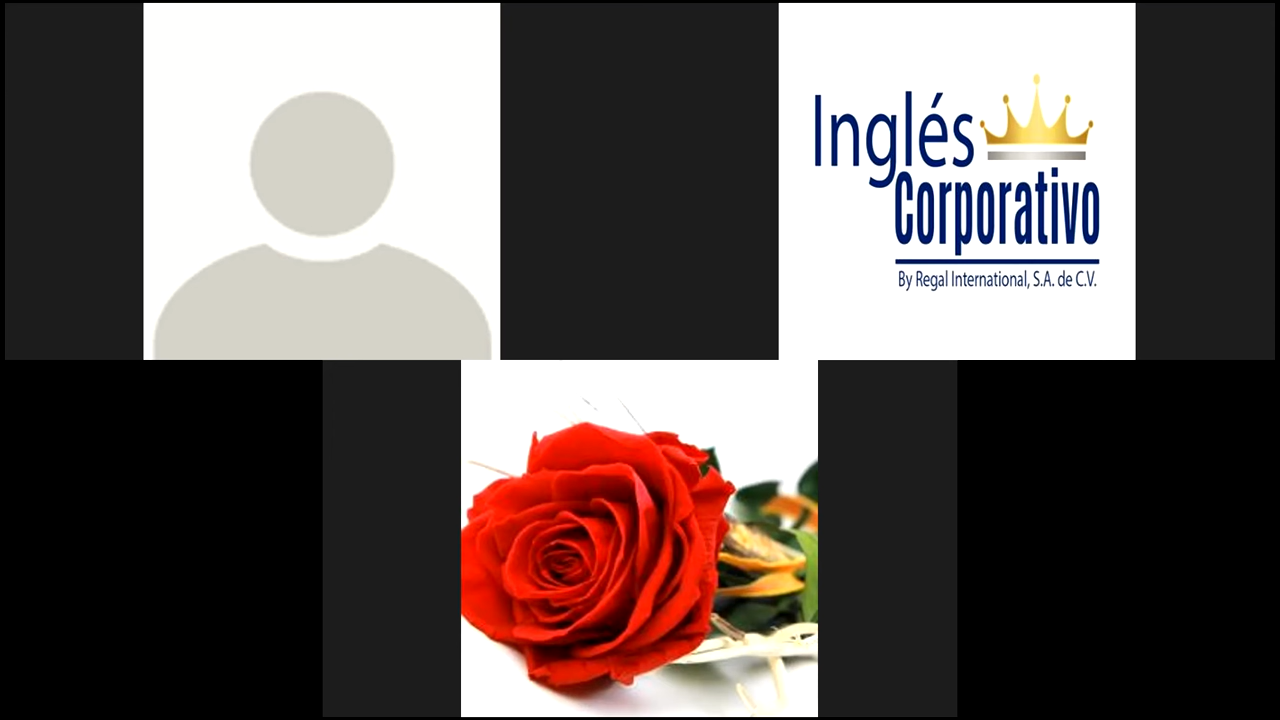 Inglés
Corporativo
By Regal International, S.A. de C.V.